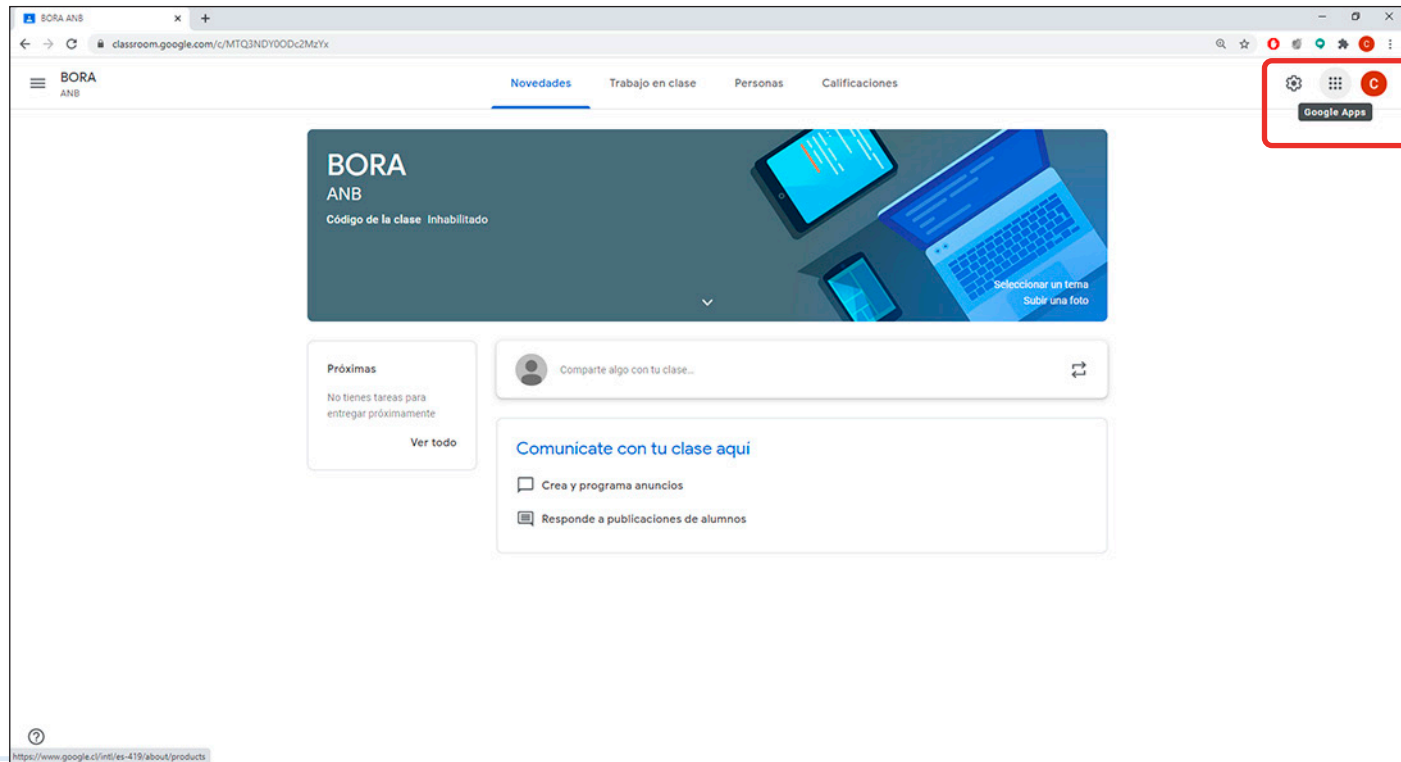 BORA ANB
classroom.google.com/c/MTQ3NDY0ODc2MzYx
C
BORA
ANB
Novedades
Trabajo en clase
Personas
Calificaciones
C
Google Apps
BORA
ANB
Código de la clase Inhabilitado
Seleccionar un tema
Subir una foto
Próximas
No tienes tareas para
entregar próximamente
Ver todo
Comparte algo con tu clase...
Comunícate con tu clase aquí
Crea y programa anuncios
Responde a publicaciones de alumnos
https://www.google.cl/intl/es-419/about/products